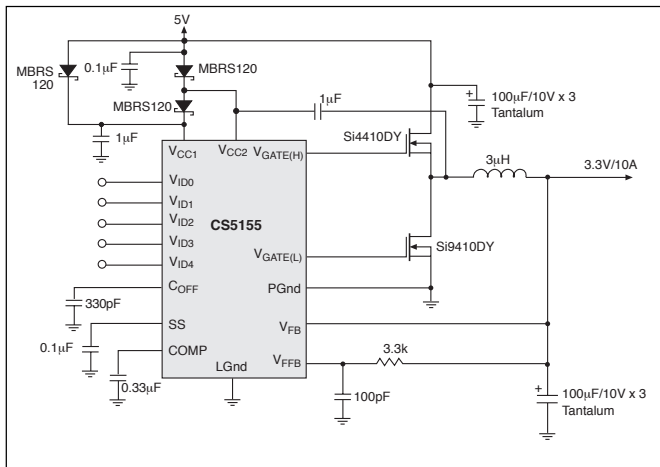 5V
MBRS
120
0.1µF
MBRS120
MBRS120
1µF
1µF
100µF/10V x 3
Tantalum
Si4410DY
3µH
3.3V/10A
VCC1
VCC2
VGATE(H)
VID0
VID1
VID2
VID3
VID4
CS5155
VGATE(L)
Si9410DY
COFF
PGnd
330pF
SS
VFB
0.1µF
COMP
VFFB
3.3k
LGnd
0.33µF
100pF
100µF/10V x 3
Tantalum